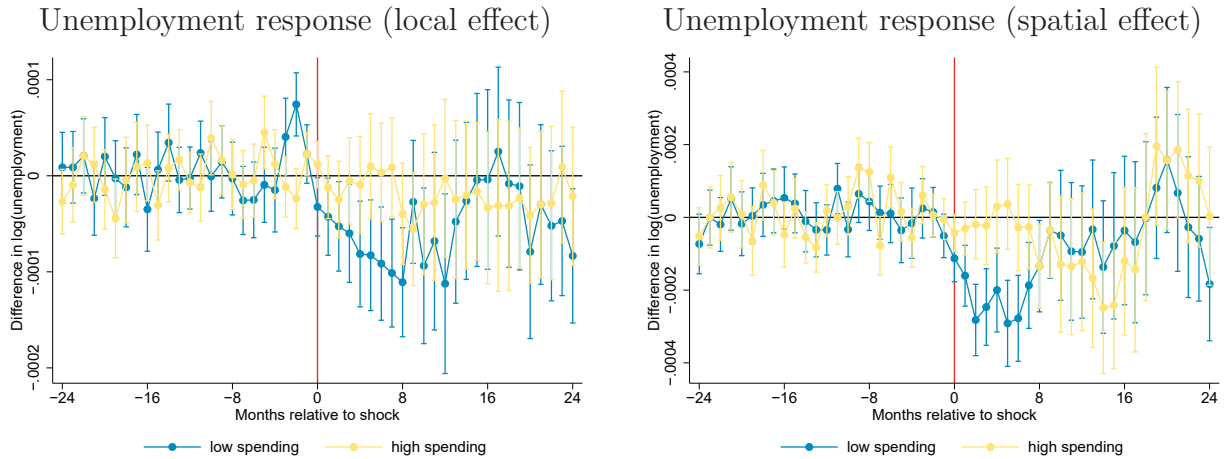 Unemployment response (local effect)
Difference in log(unemployment)
.0001
0
-.0001
-.0002
-24 -16 -8 0 8 16 24
Months relative to shock
low spending high spending
Unemployment response (spatial effect)
Difference in log(unemployment)
.0004
.0002
0
-.0002
-.0004
-24 -16 -8 0 8 16 24
Months relative to shock
low spending high spending